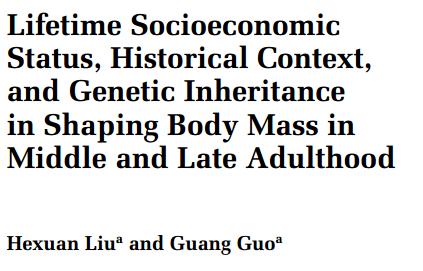 Lifetime Socioeconomic
Status, Historical Context,
and Genetic Inheritance
in Shaping Body Mass in
Middle and Late Adulthood
Hexuan Liuᵃ and Guang Guoᵃ